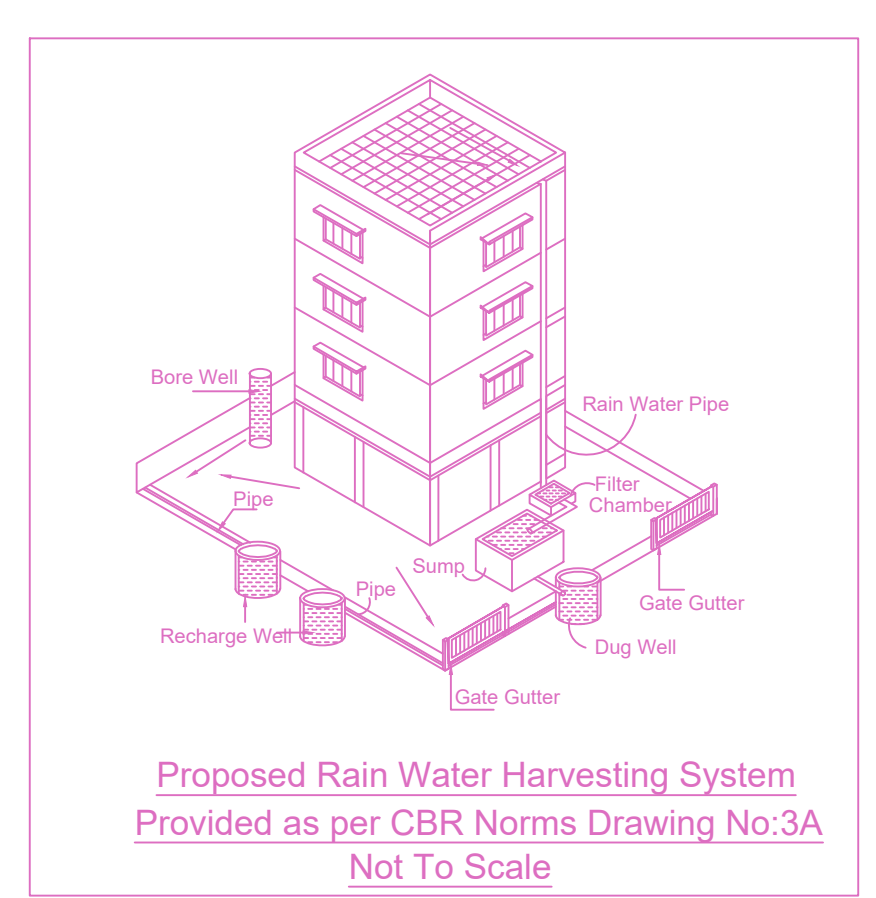 Bore Well
Rain Water Pipe
Filter
Chamber
Pipe
Sump
Pipe
Gate Gutter
Recharge Well
Dug Well
Gate Gutter
Proposed Rain Water Harvesting System
Provided as per CBR Norms Drawing No:3A
Not To Scale